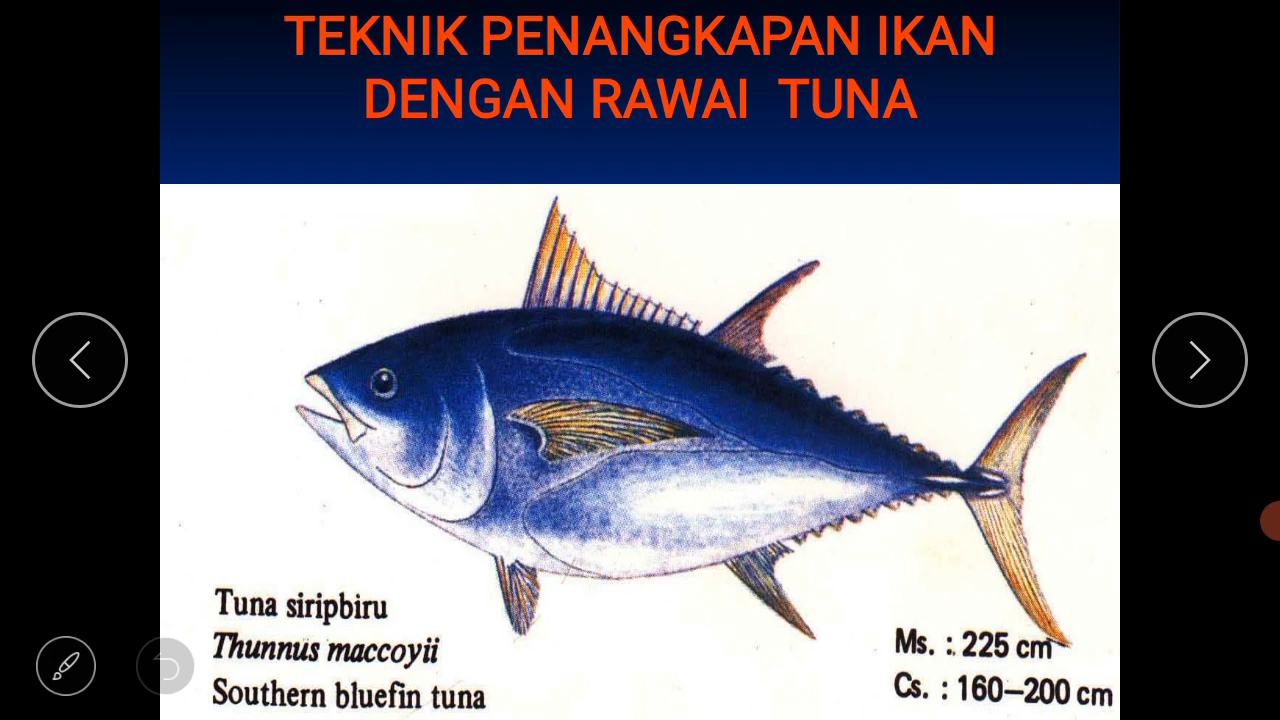 TEKNIK PENANGKAPAN IKAN
DENGAN RAWAI TUNA
Tuna siripbiru
Thunnus maccoyii
Southern bluefin tuna
Ms. : 225 cm
Cs. : 160–200 cm